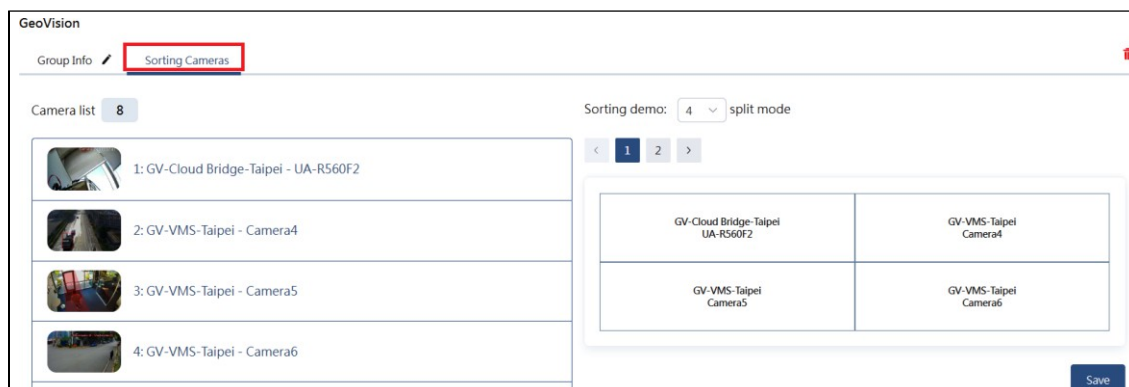 GeoVision
Group Info
Sorting Cameras
Camera list 8
Sorting demo: 4 split mode
1 2
1: GV-Cloud Bridge-Taipei - UA-R560F2
2: GV-VMS-Taipei - Camera4
3: GV-VMS-Taipei - Camera5
4: GV-VMS-Taipei - Camera6
GV-Cloud Bridge-Taipei
UA-R560F2
GV-VMS-Taipei
Camera4
GV-VMS-Taipei
Camera5
GV-VMS-Taipei
Camera6
Save